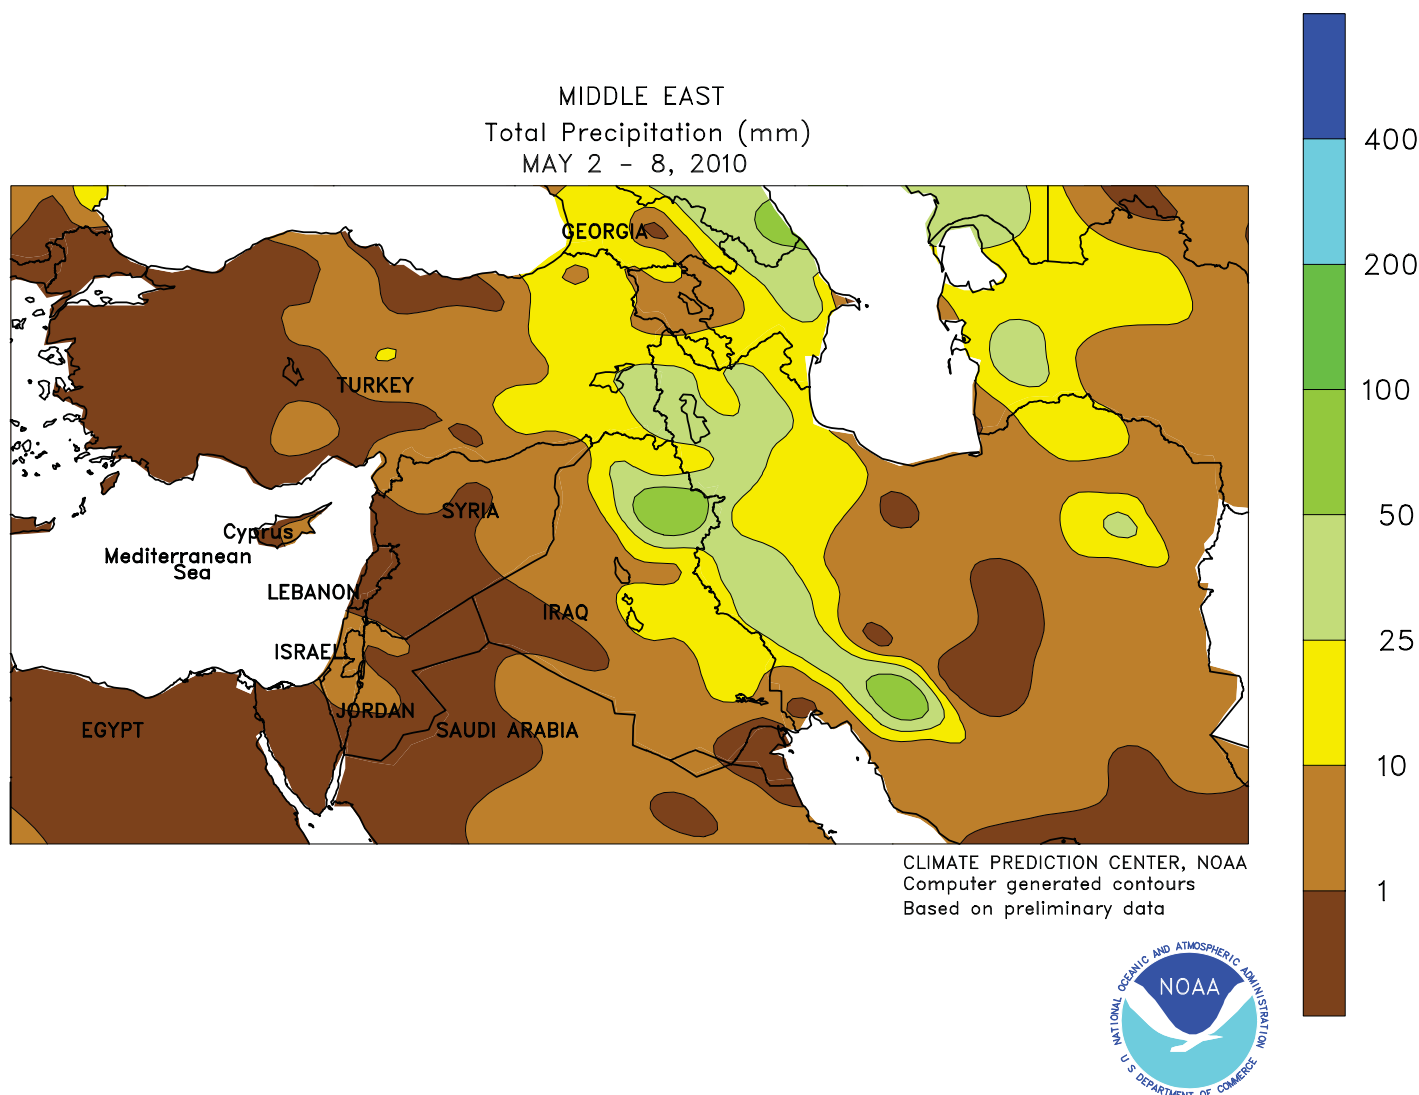 MIDDLE EAST
Total Precipitation (mm)
MAY 2 - 8, 2010
400
200
100
50
25
10
1
GEORGIA
TURKEY
SYRIA
Cyprus
Mediterranean
Sea
LEBANON
IRAQ
ISRAEL
JORDAN
EGYPT
SAUDI ARABIA
CLIMATE PREDICTION CENTER, NOAA
Computer generated contours
Based on preliminary data
NATIONAL OCEANIC AND ATMOSPHERIC ADMINISTRATION
NOAA
U S DEPARTMENT OF COMMERCE